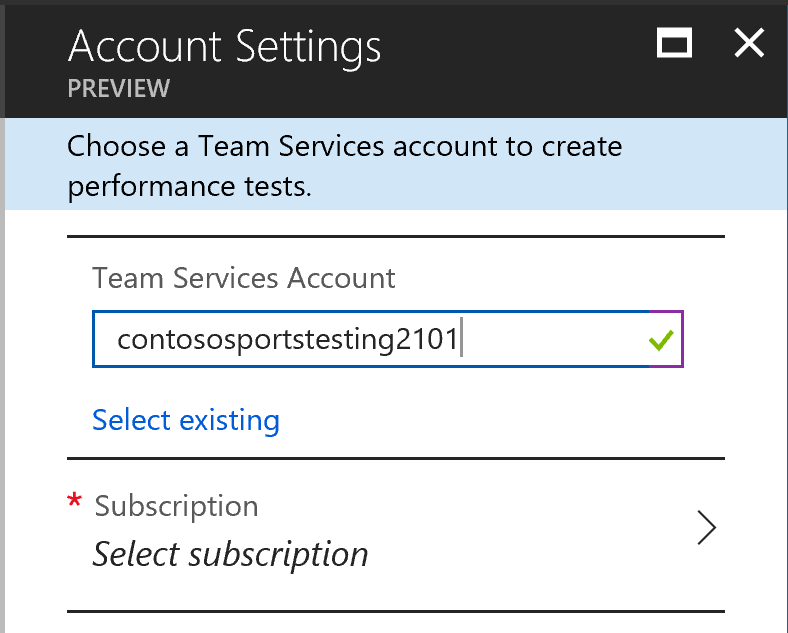 Account Settings
PREVIEW
Choose a Team Services account to create
performance tests.
Team Services Account
contososportstesting2101
Select existing
* Subscription
Select subscription